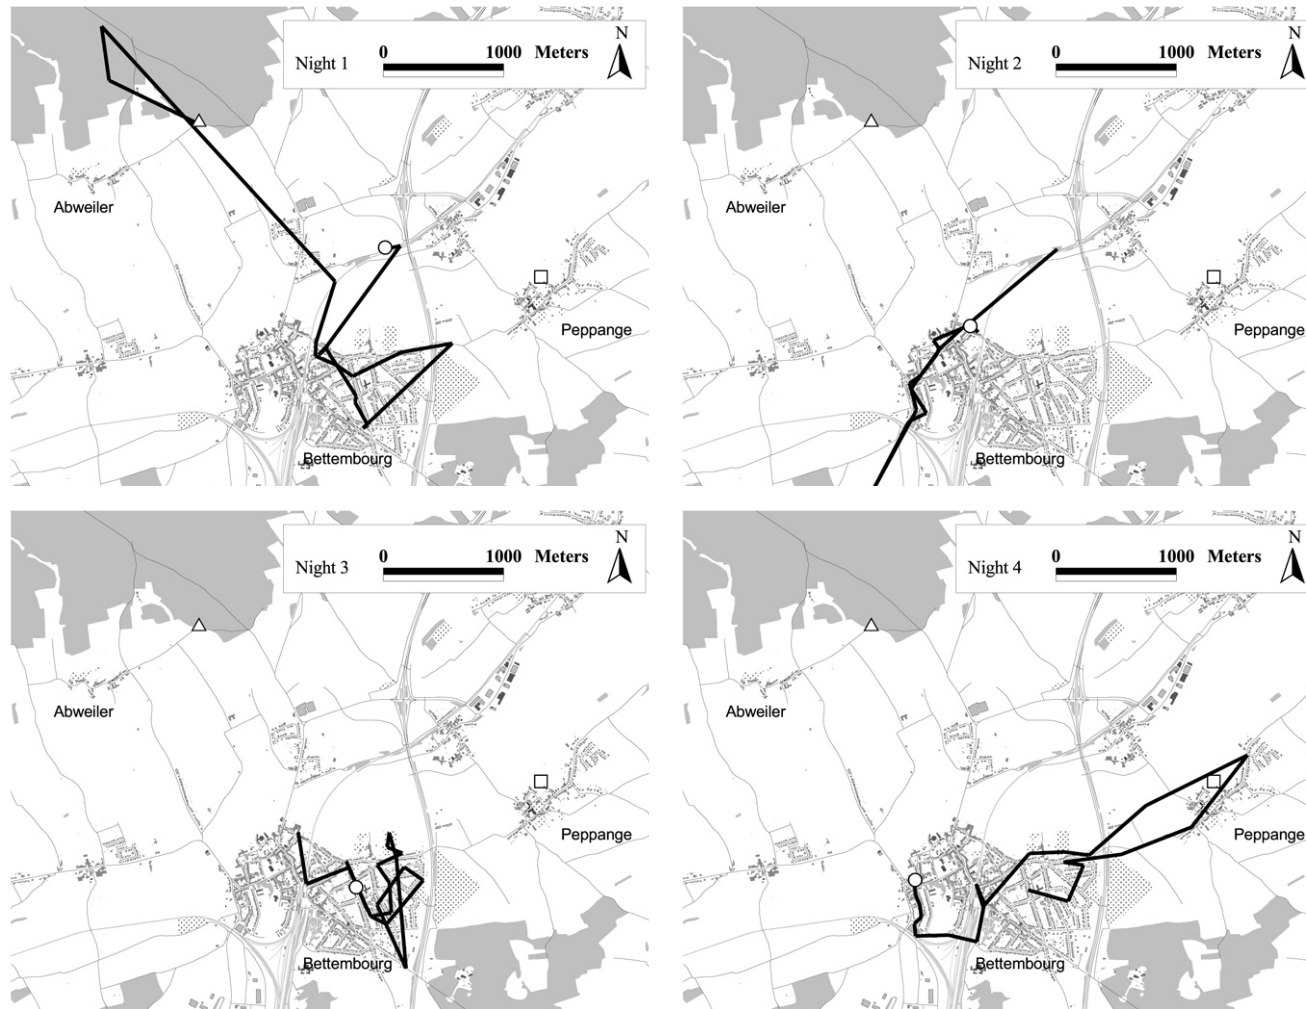 N
0 1000 Meters
Night 1
Abweiler
Peppange
Bettembourg
N
0 1000 Meters
Night 2
Abweiler
Peppange
Bettembourg
N
0 1000 Meters
Night 3
Abweiler
Peppange
Bettembourg
N
0 1000 Meters
Night 4
Abweiler
Peppange
Bettembourg